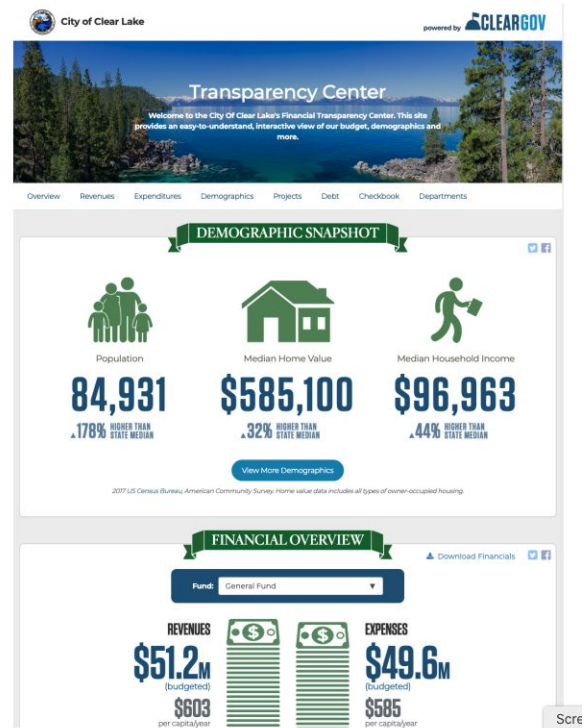 City of Clear Lake
powered by CLEARGOV
Transparency Center
Welcome to the City Of Clear Lake's Financial Transparency Center. This site
provides an easy-to-understand, interactive view of our budget, demographics and
more.
Overview Revenues Expenditures Demographics Projects Debt Checkbook Departments
DEMOGRAPHIC SNAPSHOT
Population Median Home Value Median Household Income
84,931 $585,100 $96,963
178% HIGHER THAN STATE MEDIAN 32% HIGHER THAN STATE MEDIAN 44% HIGHER THAN STATE MEDIAN
View More Demographics
2017 US Census Bureau, American Community Survey. Home value data includes all types of owner-occupied housing.
FINANCIAL OVERVIEW
Download Financials
Fund: General Fund
REVENUES EXPENSES
$51.2M $49.6M
(budgeted) (budgeted)
$603 $585
per capita/year per capita/year
Scre